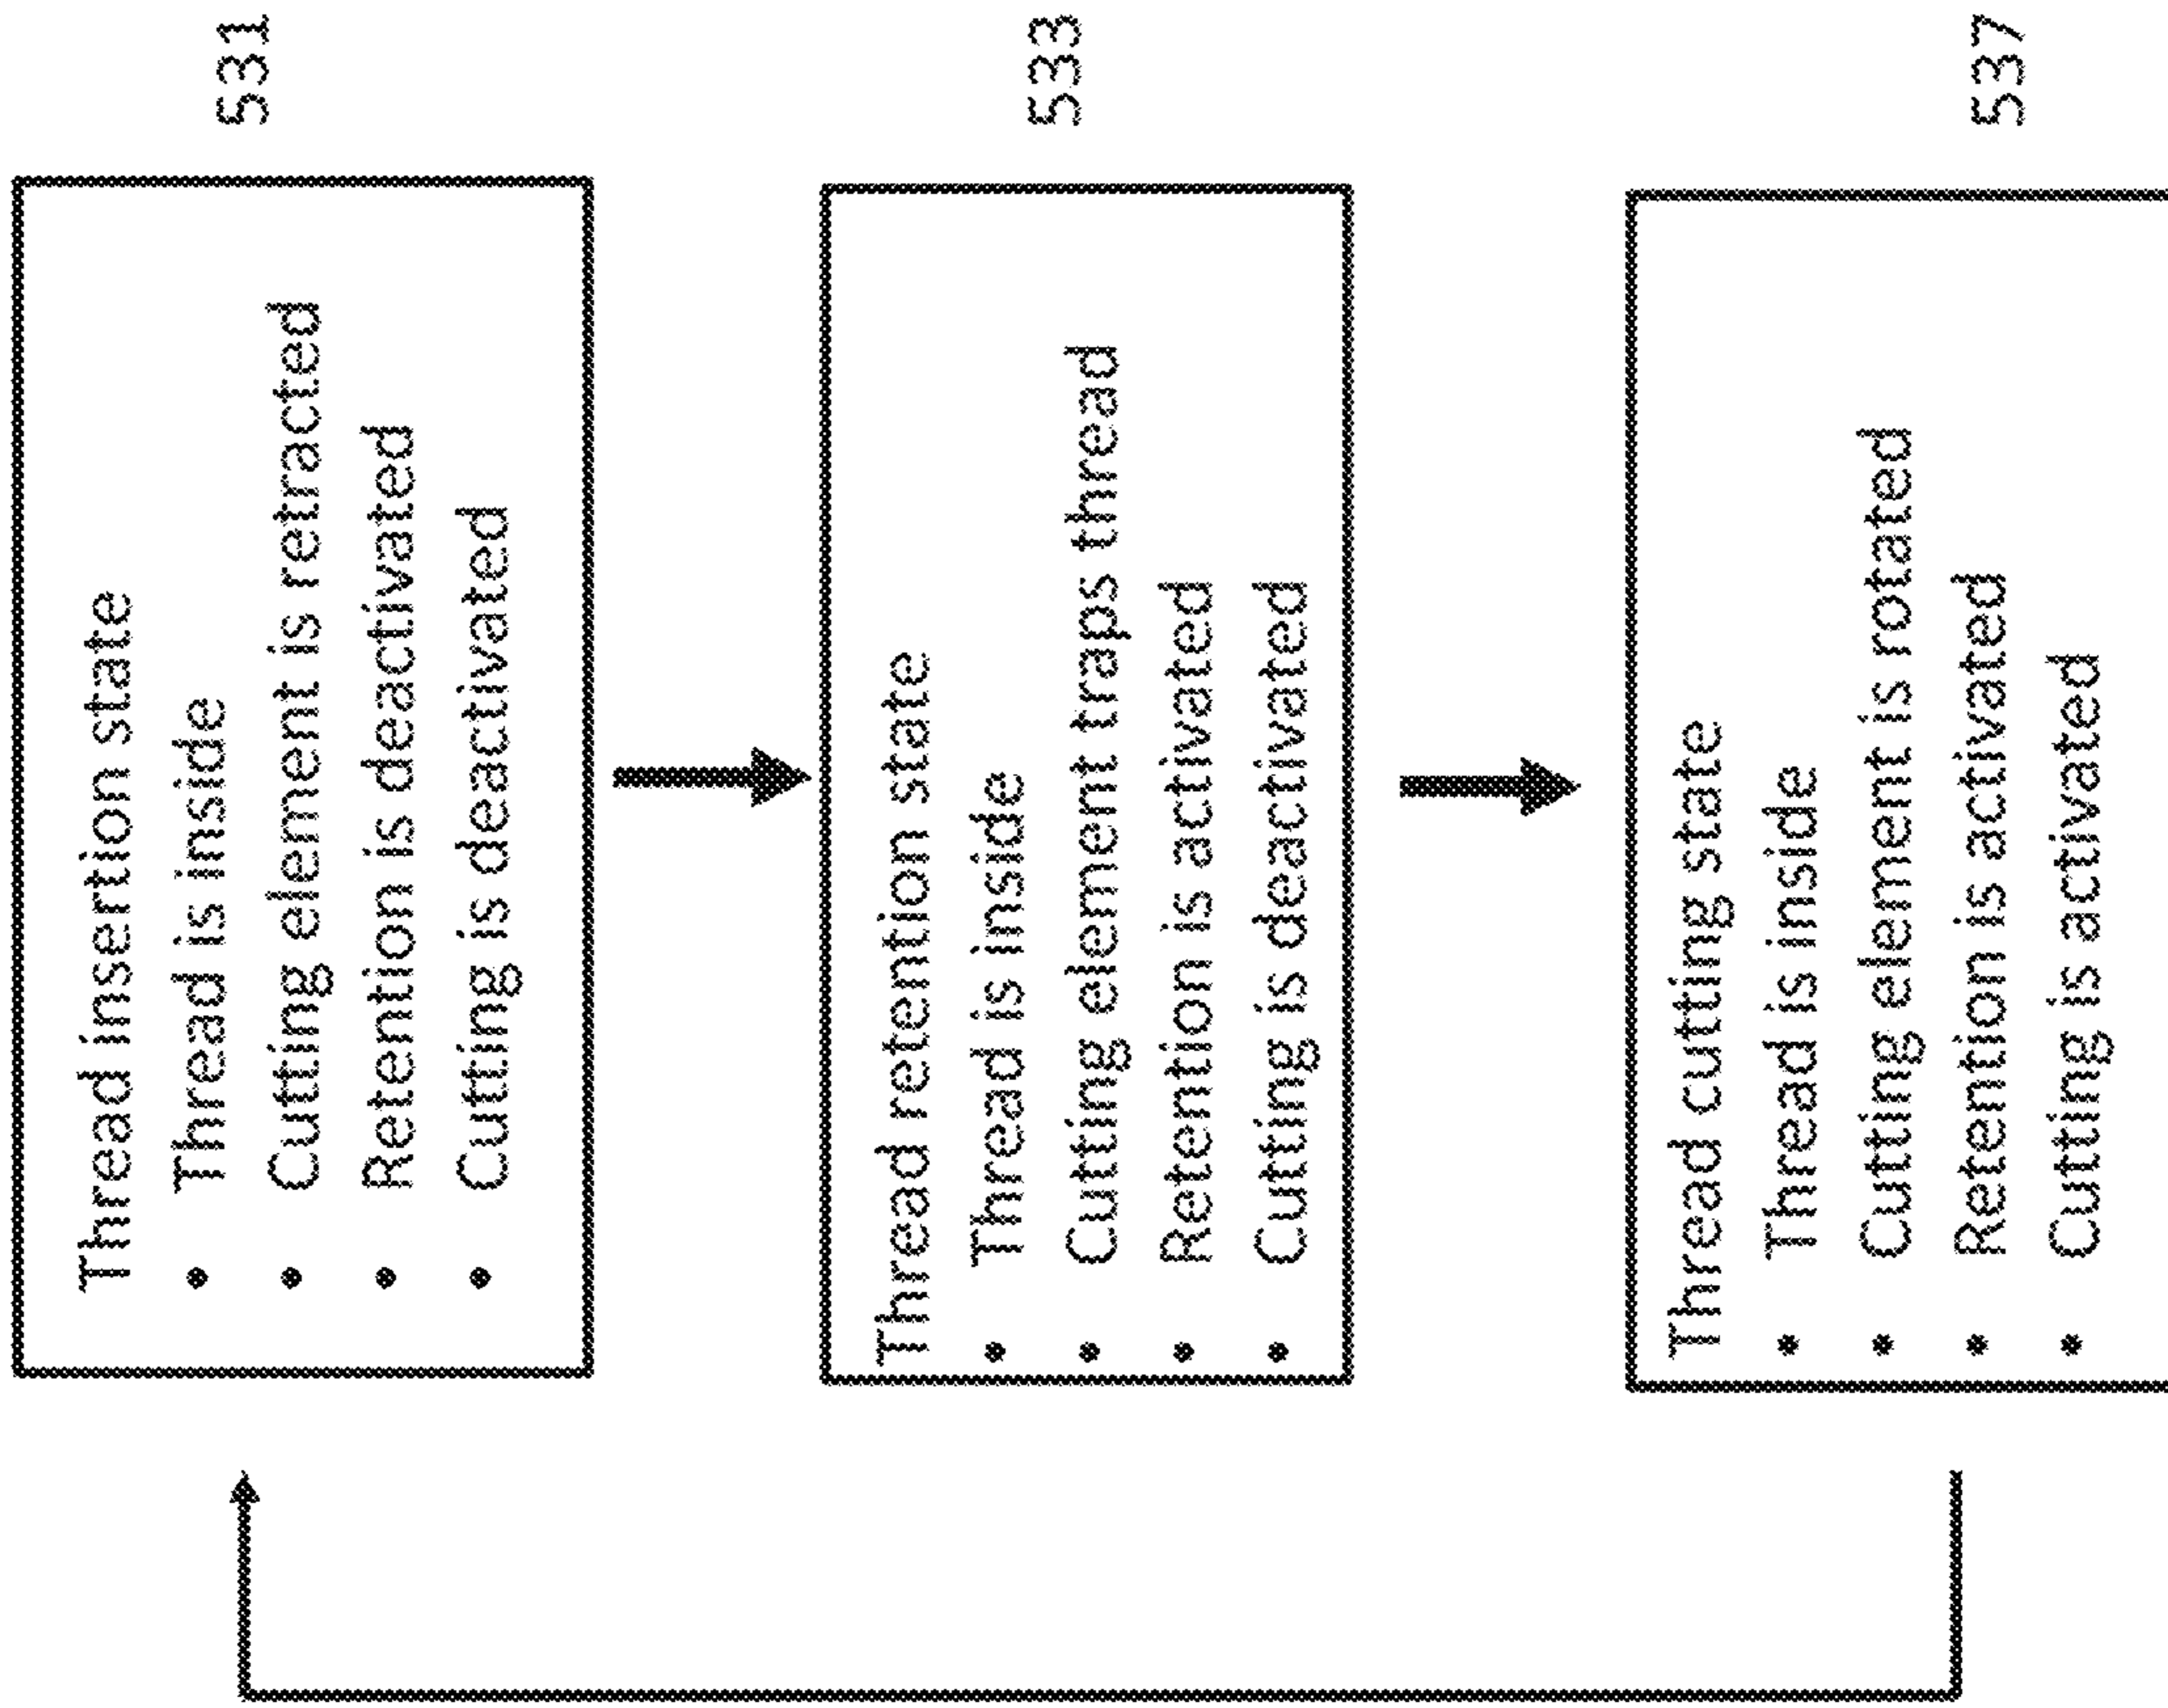 Thread insertion state
• Thread is inside
• Cutting element is retracted
• Retention is deactivated
• Cutting is deactivated
531
Thread retention state
• Thread is inside
• Cutting element traps thread
• Retention is activated
• Cutting is deactivated
533
Thread cutting state
• Thread is inside
• Cutting element is rotated
• Retention is activated
• Cutting is activated
537